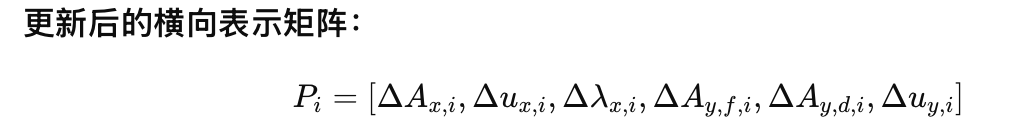 更新后的横向表示矩阵：
P_i = [ΔA_{x,i}, Δu_{x,i}, Δλ_{x,i}, ΔA_{y,f,i}, ΔA_{y,d,i}, Δu_{y,i}]